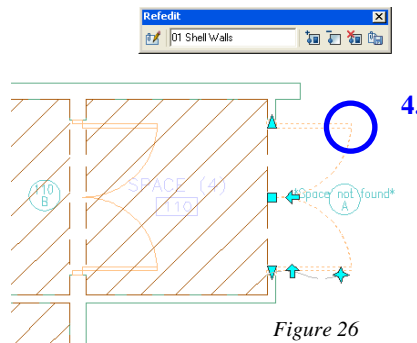 Refedit
01 Shell Walls
4.
SPACE (4)
110
110
B
*Space not found*
A
Figure 26